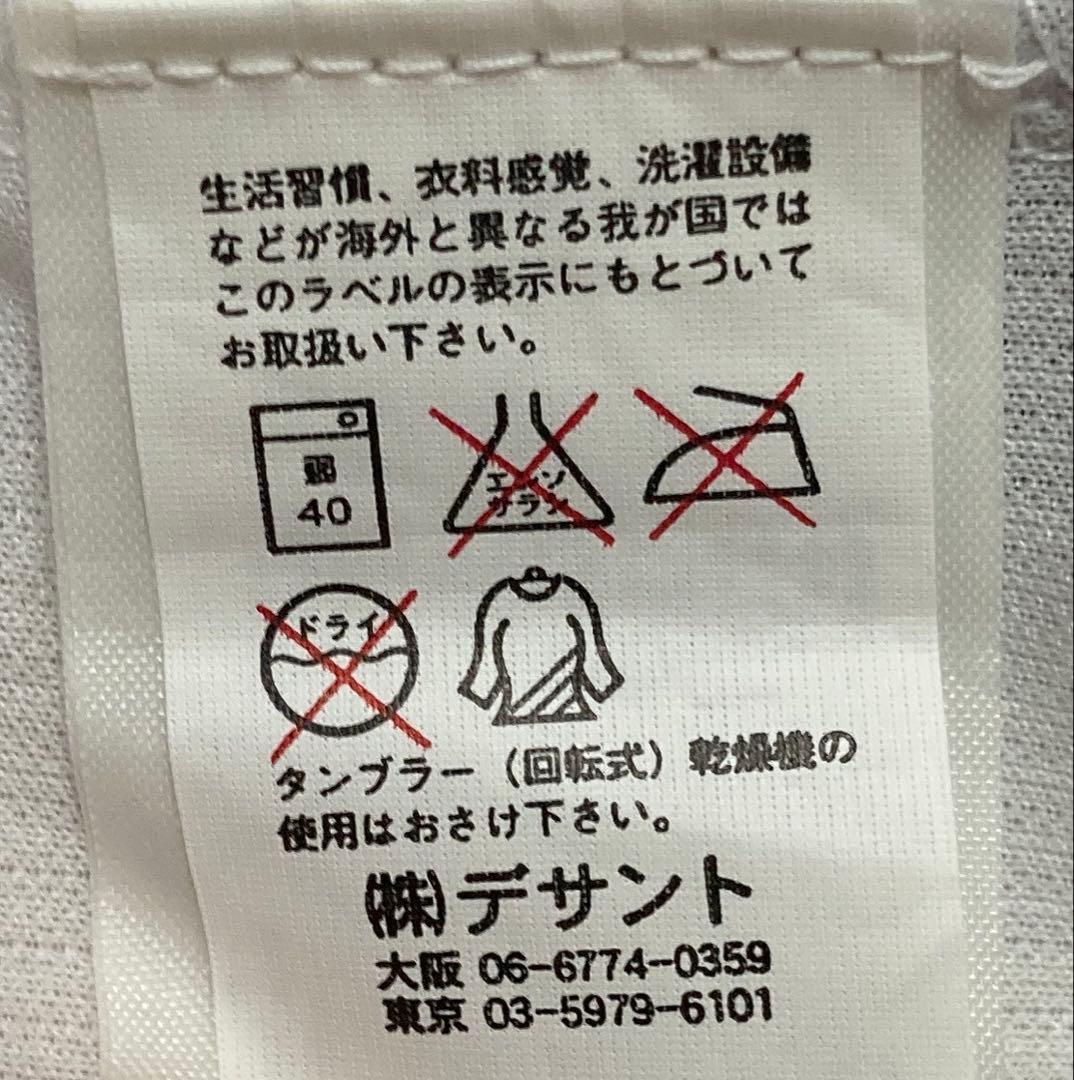 生活習慣、衣料感覚、洗濯設備
などが海外と異なる我が国では
このラベルの表示にもとづいて
お取扱い下さい。
40
エンソ
サラシ
ドライ
タンブラー（回転式）乾燥機の
使用はおさけ下さい。
㈱デサント
大阪 06-6774-0359
東京 03-5979-6101